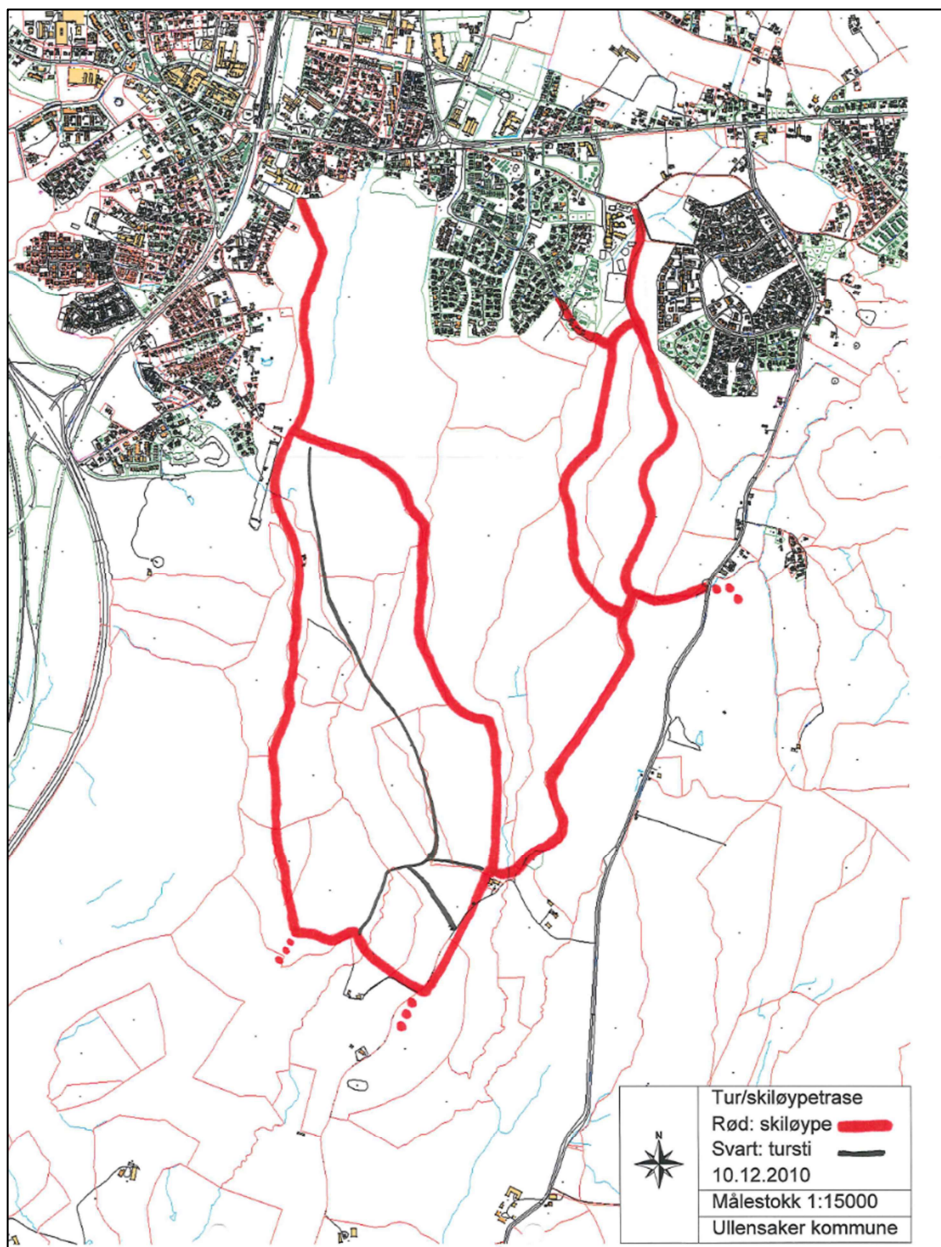 N
Tur/skiløypetrase
Rød: skiløype
Svart: tursti
10.12.2010
Målestokk 1:15000
Ullensaker kommune